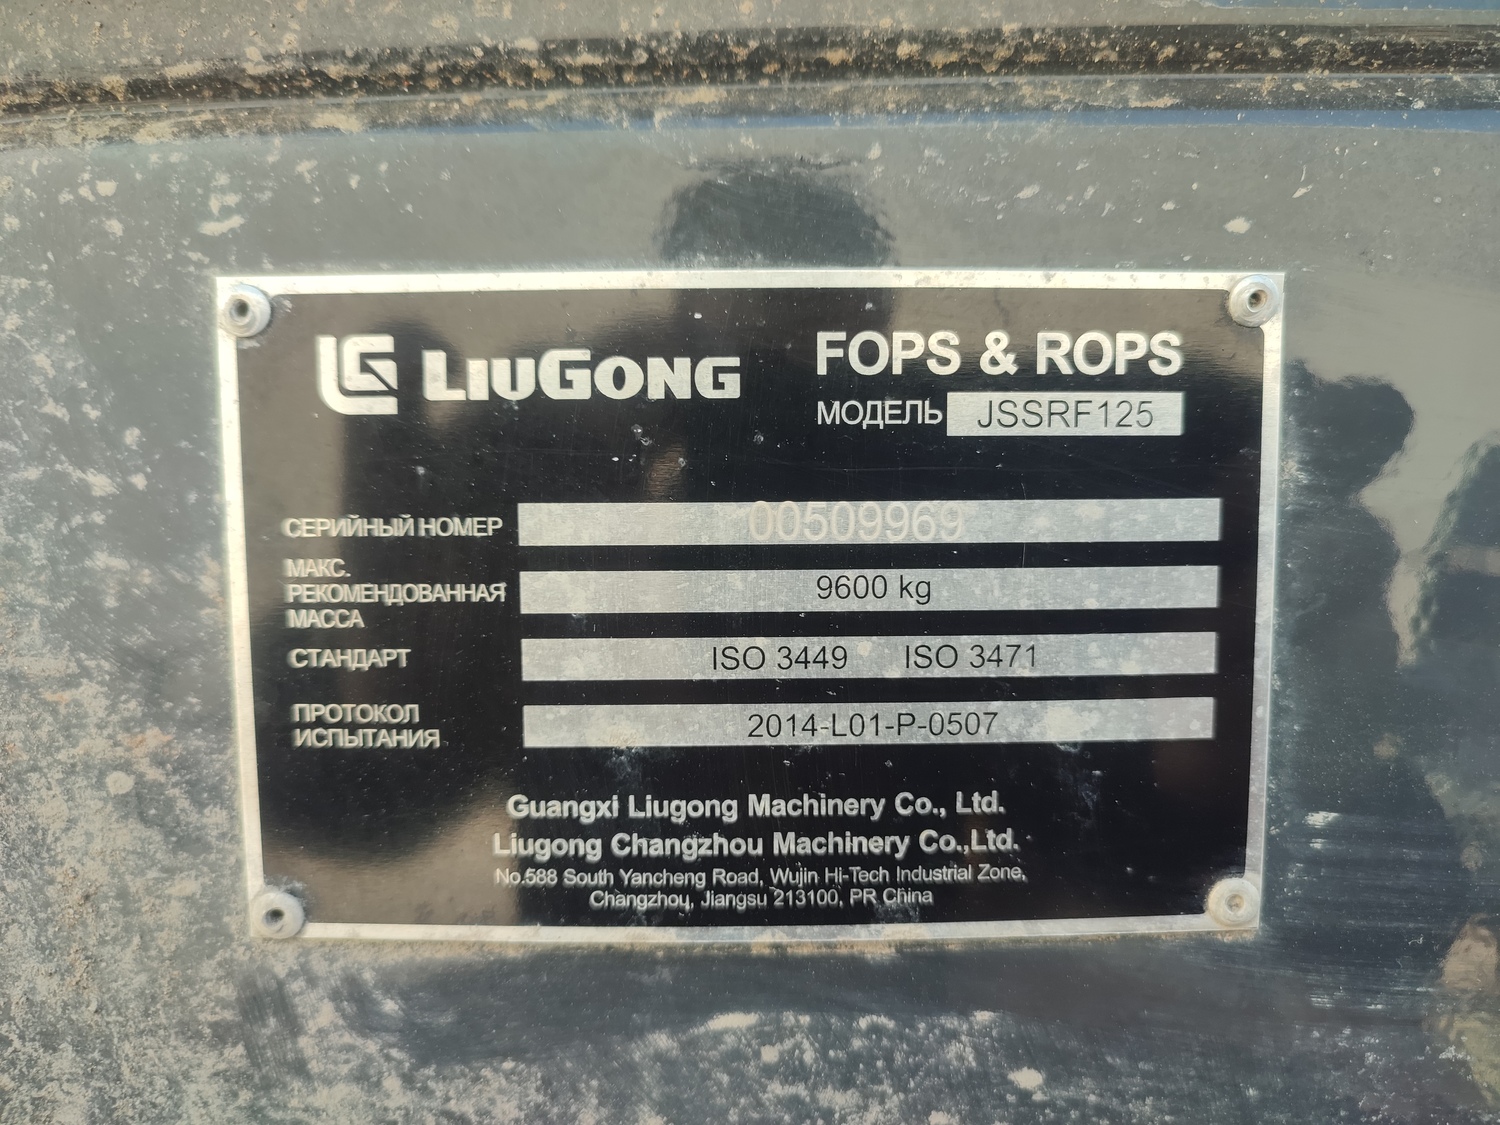 LG LIUGONG
FOPS & ROPS
МОДЕЛЬ JSSRF125
СЕРИЙНЫЙ НОМЕР 00509969
МАКС.
РЕКОМЕНДОВАННАЯ 9600 kg
МАССА
СТАНДАРТ ISO 3449 ISO 3471
ПРОТОКОЛ
ИСПЫТАНИЯ 2014-L01-P-0507
Guangxi Liugong Machinery Co., Ltd.
Liugong Changzhou Machinery Co.,Ltd.
No.588 South Yancheng Road, Wujin Hi-Tech Industrial Zone,
Changzhou, Jiangsu 213100, PR China